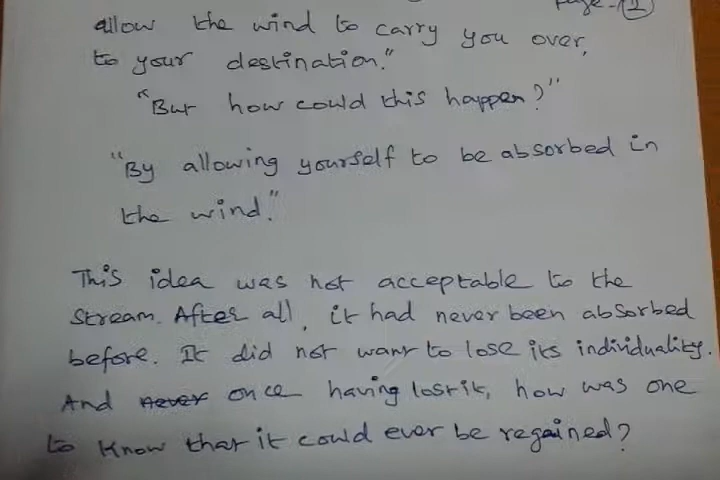 Page-(2)
allow the wind to carry you over,
to your destination."
"But how could this happen?"
"By allowing yourself to be absorbed in
the wind."
This idea was not acceptable to the
stream. After all, it had never been absorbed
before. It did not want to lose its individuality.
And never once having lost it, how was one
to know that it could ever be regained?